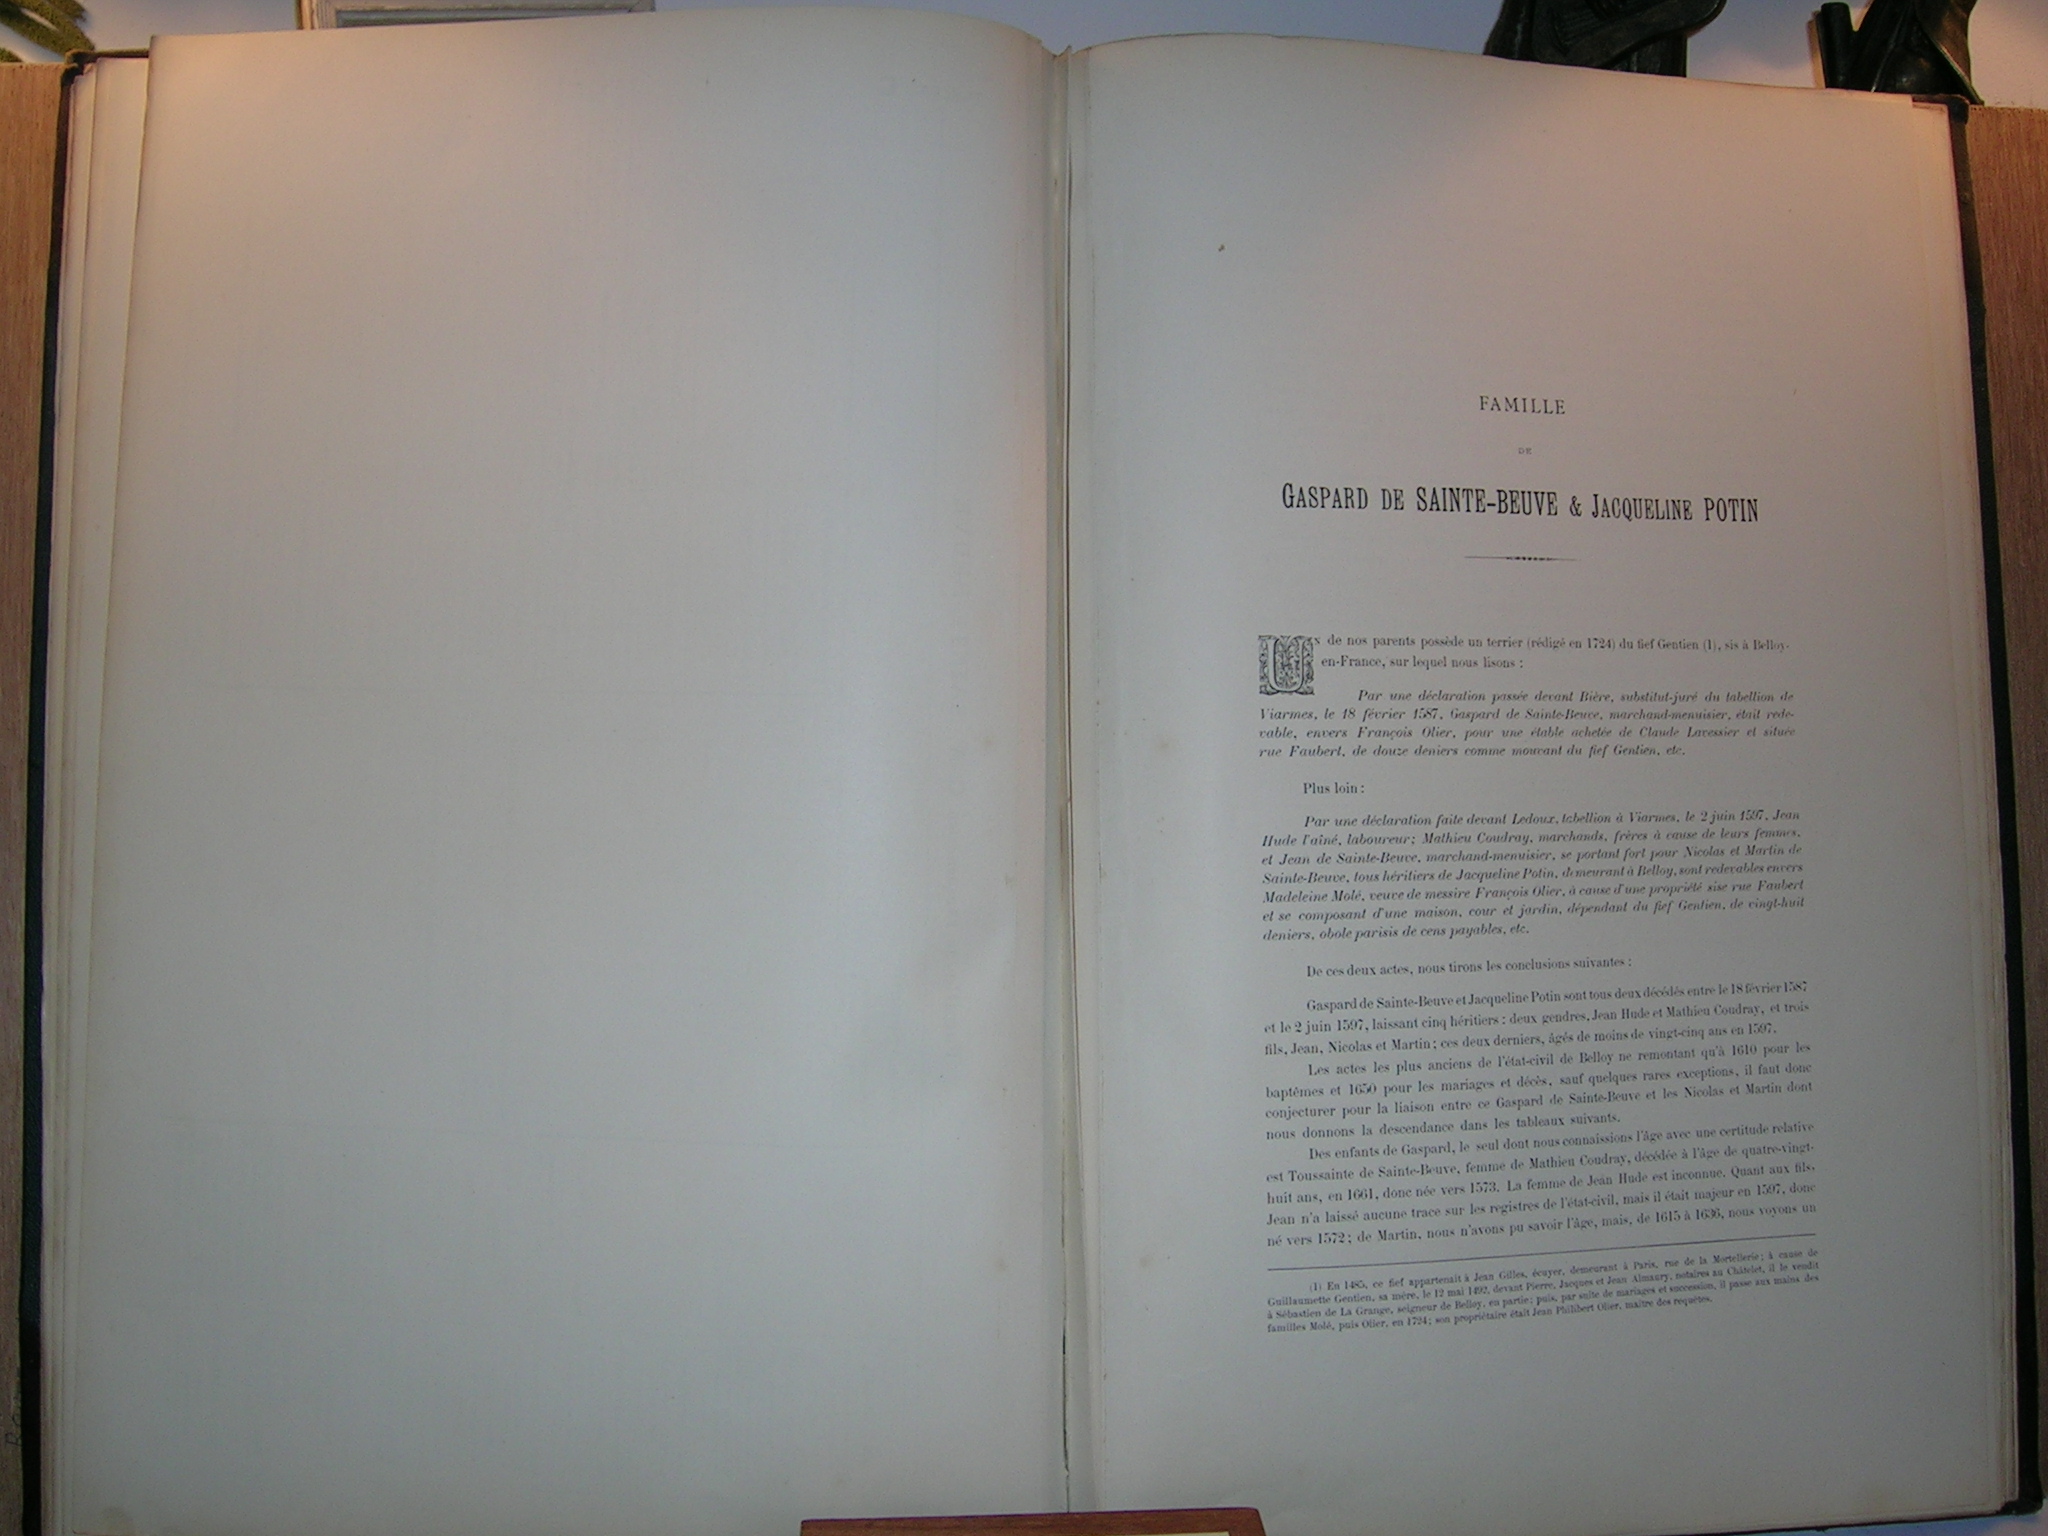 FAMILLE
DE
GASPARD DE SAINTE-BEUVE & JACQUELINE POTIN
UN de nos parents possède un terrier (rédigé en 1724) du fief Gentien (1), sis à Belloy-
en-France, sur lequel nous lisons :
Par une déclaration passée devant Bière, substitut-juré du tabellion de
Viarmes, le 18 février 1587, Gaspard de Sainte-Beuve, marchand-menuisier, était rede-
vable, envers François Olier, pour une étable achetée de Claude Lavessier et située
rue Faubert, de douze deniers comme mouvant du fief Gentien, etc.
Plus loin :
Par une déclaration faite devant Ledoux, tabellion à Viarmes, le 2 juin 1597, Jean
Hude l'aîné, laboureur; Mathieu Coudray, marchands, frères à cause de leurs femmes,
et Jean de Sainte-Beuve, marchand-menuisier, se portant fort pour Nicolas et Martin de
Sainte-Beuve, tous héritiers de Jacqueline Potin, demeurant à Belloy, sont redevables envers
Madeleine Molé, veuve de messire François Olier, à cause d'une propriété sise rue Faubert
et se composant d'une maison, cour et jardin, dépendant du fief Gentien, de vingt-huit
deniers, obole parisis de cens payables, etc.
De ces deux actes, nous tirons les conclusions suivantes :
Gaspard de Sainte-Beuve et Jacqueline Potin sont tous deux décédés entre le 18 février 1587
et le 2 juin 1597, laissant cinq héritiers : deux gendres, Jean Hude et Mathieu Coudray, et trois
fils, Jean, Nicolas et Martin; ces deux derniers, âgés de moins de vingt-cinq ans en 1597.
Les actes les plus anciens de l'état-civil de Belloy ne remontant qu'à 1610 pour les
baptêmes et 1650 pour les mariages et décès, sauf quelques rares exceptions, il faut donc
conjecturer pour la liaison entre ce Gaspard de Sainte-Beuve et les Nicolas et Martin dont
nous donnons la descendance dans les tableaux suivants.
Des enfants de Gaspard, le seul dont nous connaissions l'âge avec une certitude relative
est Toussainte de Sainte-Beuve, femme de Mathieu Coudray, décédée à l'âge de quatre-vingt-
huit ans, en 1661, donc née vers 1573. La femme de Jean Hude est inconnue. Quant aux fils,
Jean n'a laissé aucune trace sur les registres de l'état-civil, mais il était majeur en 1597, donc
né vers 1572; de Martin, nous n'avons pu savoir l'âge, mais, de 1615 à 1636, nous voyons un
(1) En 1485, ce fief appartenait à Jean Gilles, écuyer, demeurant à Paris, rue de la Mortellerie; à cause de
Guillaumette Gentien, sa mère, le 12 mai 1492, devant Pierre, Jacques et Jean Almaury, notaires au Châtelet, il le vendit
à Sébastien de La Grange, seigneur de Belloy, en partie; puis, par suite de mariages et succession, il passe aux mains des
familles Molé, puis Olier, en 1724; son propriétaire était Jean Philibert Olier, maître des requêtes.